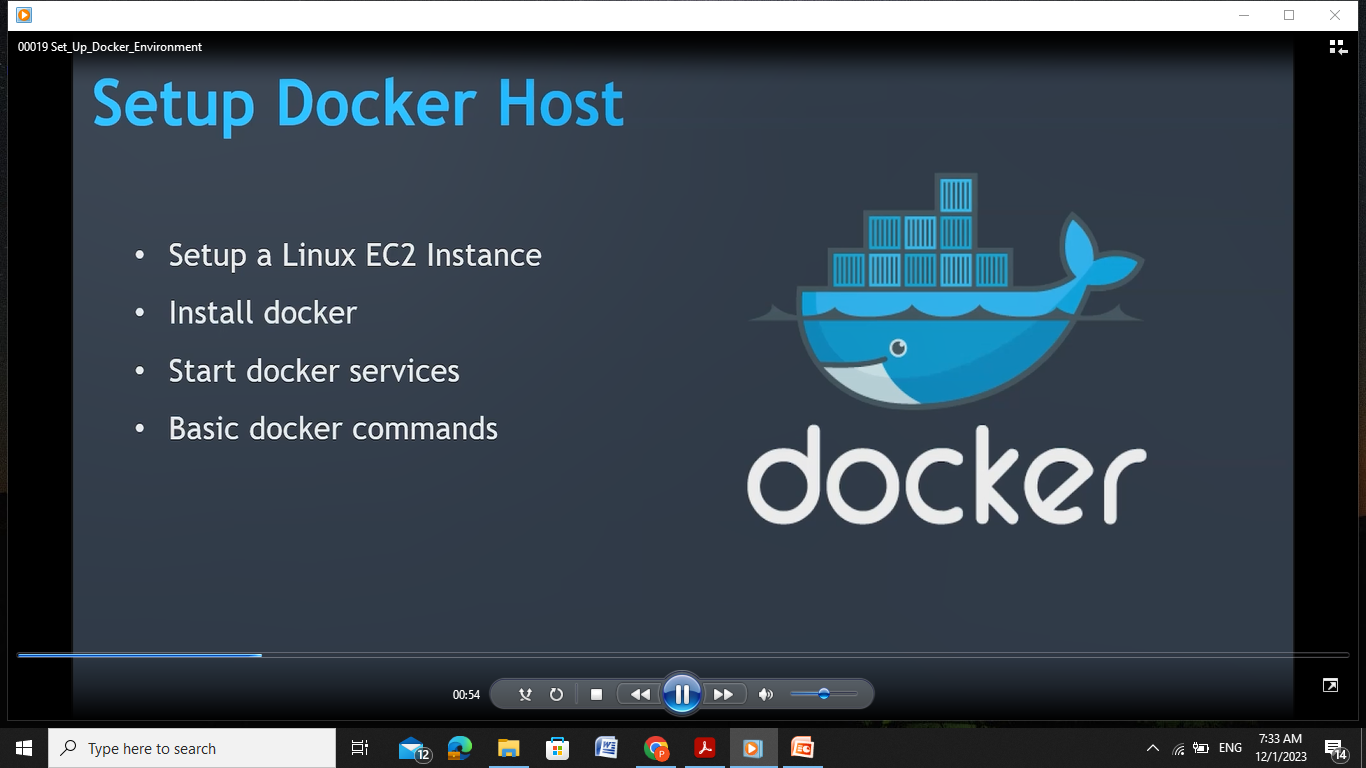 00019 Set_Up_Docker_Environment
Setup Docker Host
• Setup a Linux EC2 Instance
• Install docker
• Start docker services
• Basic docker commands
docker
00:54
Type here to search
12
P
W
ENG
7:33 AM
12/1/2023
14